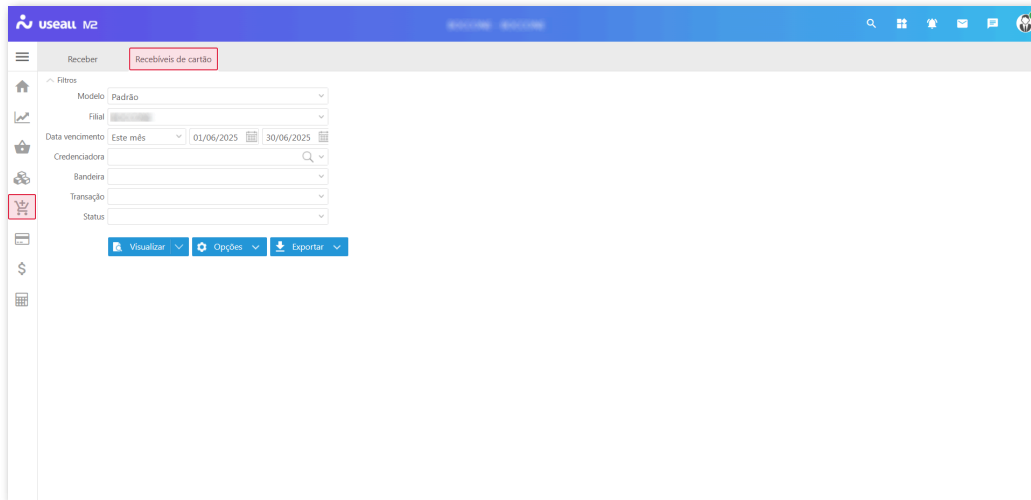 useall M2
Receber Recebíveis de cartão
Filtros
Modelo Padrão
Filial
Data vencimento Este mês 01/06/2025 30/06/2025
Credenciadora
Bandeira
Transação
Status
Visualizar Opções Exportar